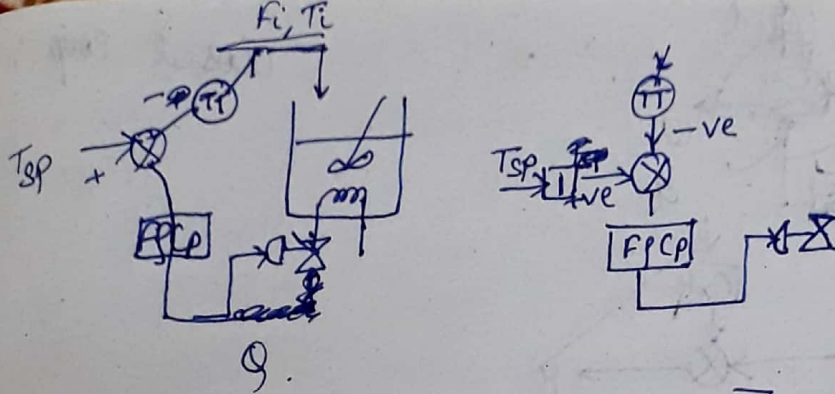 Fi, Ti
TT
-
Tsp
+
FρCp
Q.
TT
-ve
Tsp
1
+ve
FρCp